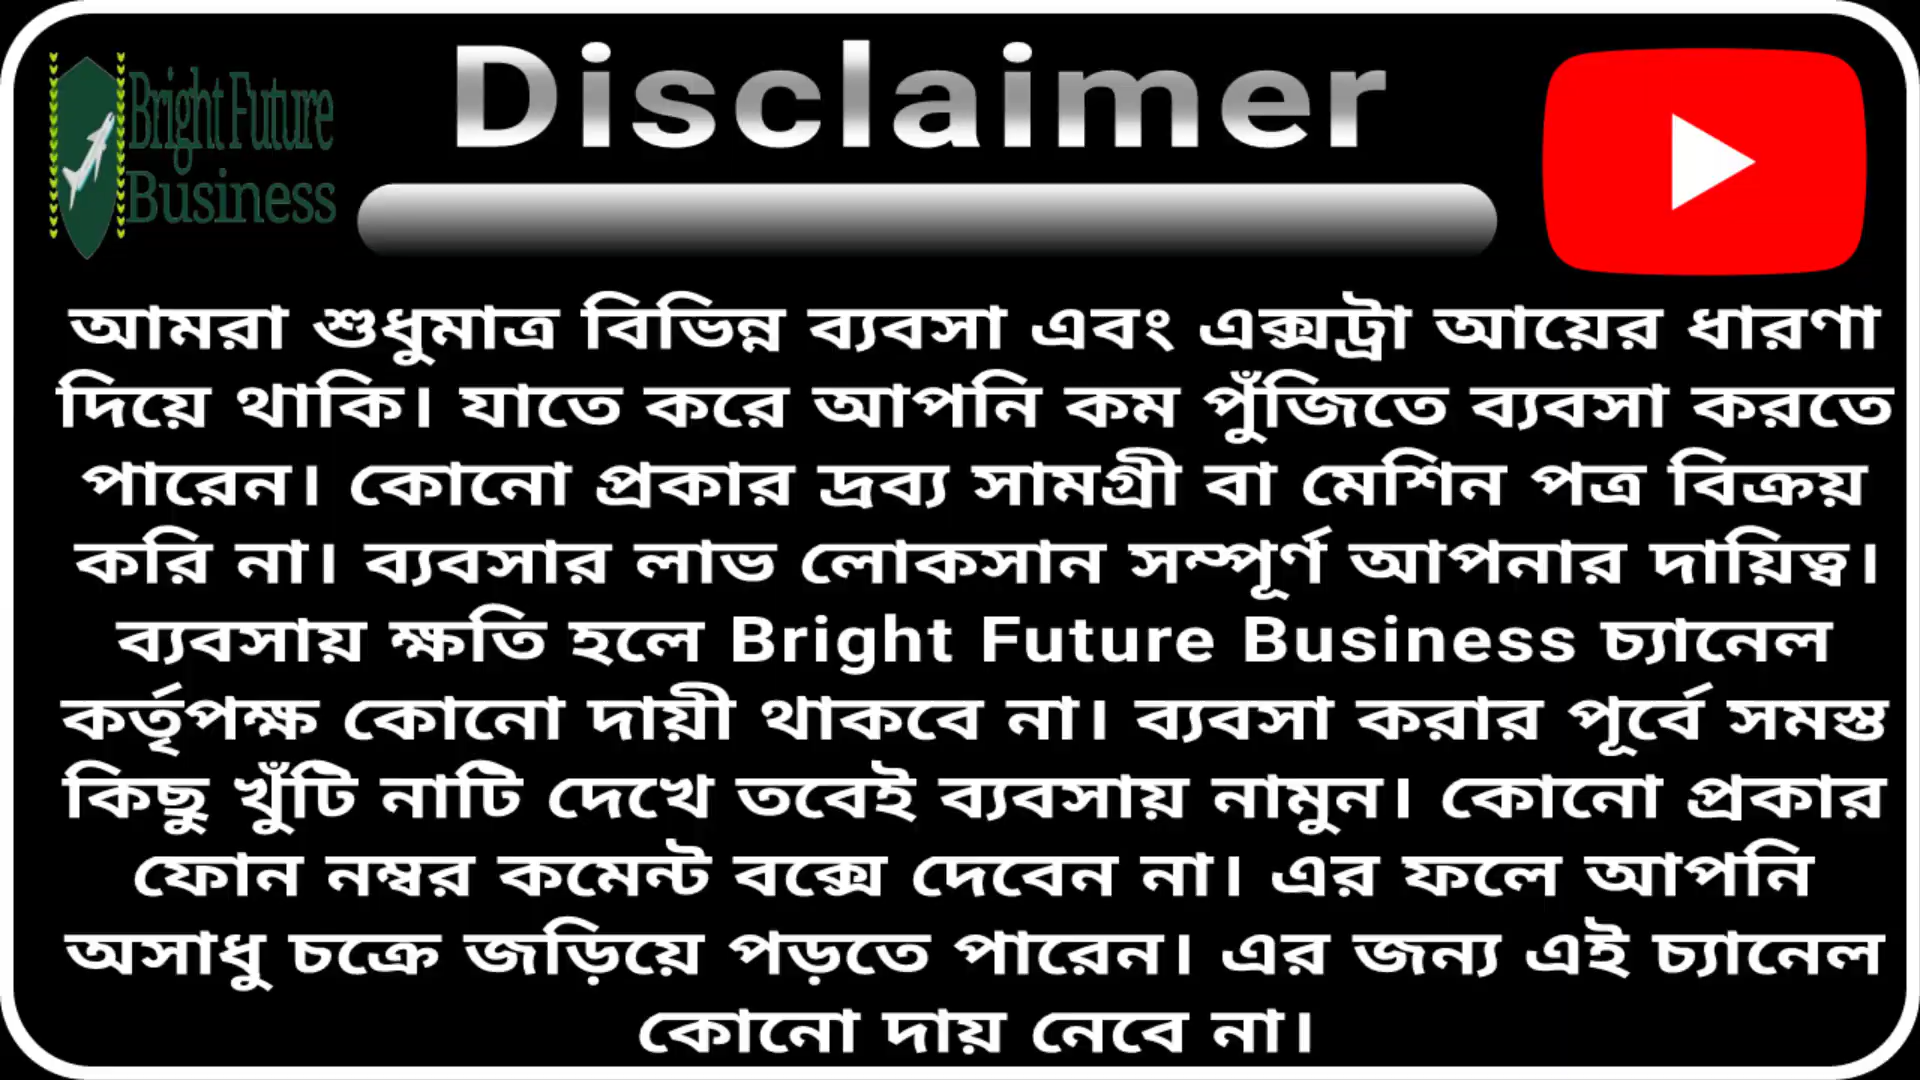 Disclaimer
Bright Future
Business
আমরা শুধুমাত্র বিভিন্ন ব্যবসা এবং এক্সট্রা আয়ের ধারণা
দিয়ে থাকি। যাতে করে আপনি কম পুঁজিতে ব্যবসা করতে
পারেন। কোনো প্রকার দ্রব্য সামগ্রী বা মেশিন পত্র বিক্রয়
করি না। ব্যবসার লাভ লোকসান সম্পূর্ণ আপনার দায়িত্ব।
ব্যবসায় ক্ষতি হলে Bright Future Business চ্যানেল
কর্তৃপক্ষ কোনো দায়ী থাকবে না। ব্যবসা করার পূর্বে সমস্ত
কিছু খুঁটি নাটি দেখে তবেই ব্যবসায় নামুন। কোনো প্রকার
ফোন নম্বর কমেন্ট বক্সে দেবেন না। এর ফলে আপনি
অসাধু চক্রে জড়িয়ে পড়তে পারেন। এর জন্য এই চ্যানেল
কোনো দায় নেবে না।